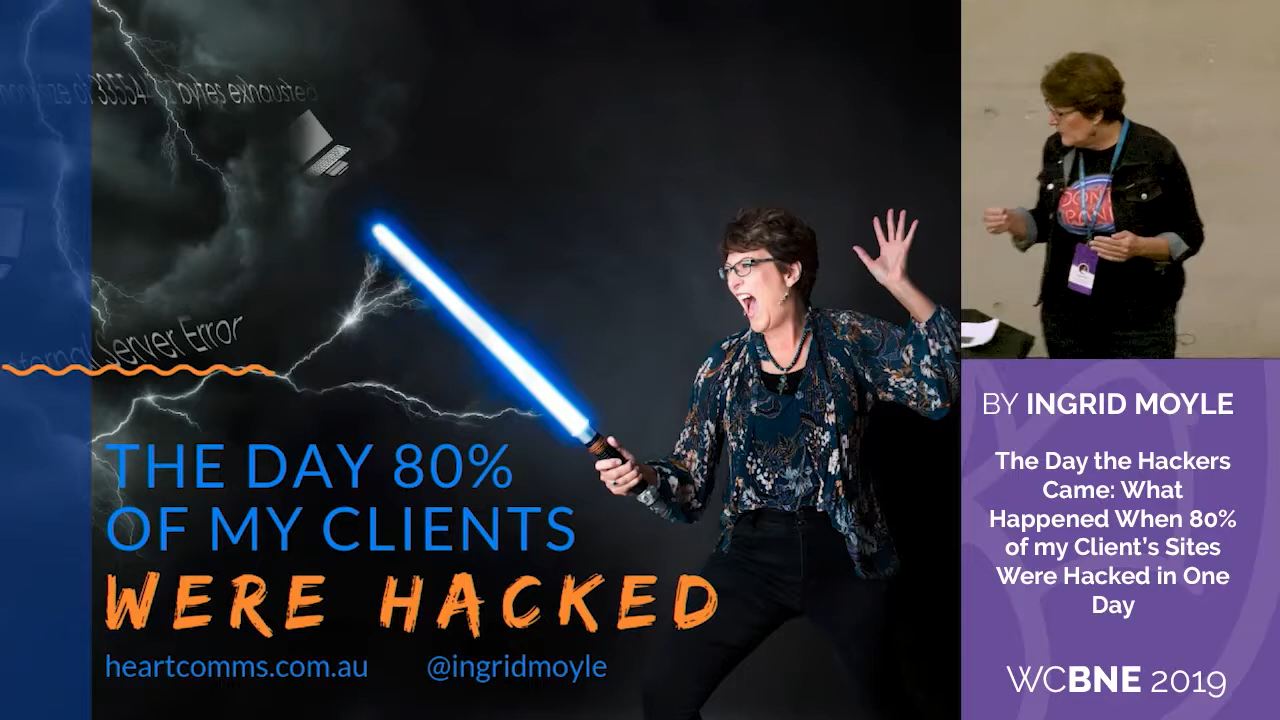 of 33554 bytes exhausted
Server Error
THE DAY 80%
OF MY CLIENTS
WERE HACKED
heartcomms.com.au @ingridmoyle
BY INGRID MOYLE
The Day the Hackers
Came: What
Happened When 80%
of my Client's Sites
Were Hacked in One
Day
WCBNE 2019